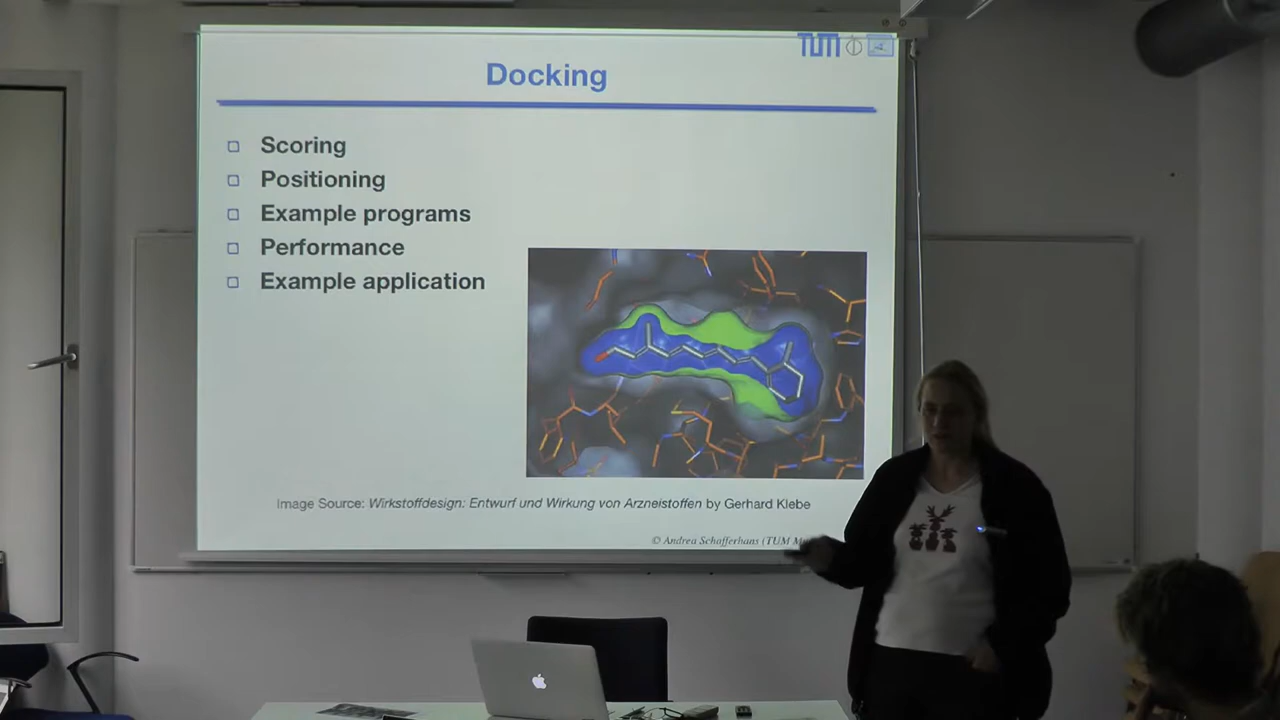 TUM
Docking
Scoring
Positioning
Example programs
Performance
Example application
Image Source: Wirkstoffdesign: Entwurf und Wirkung von Arzneistoffen by Gerhard Klebe
© Andrea Schafferhans (TUM